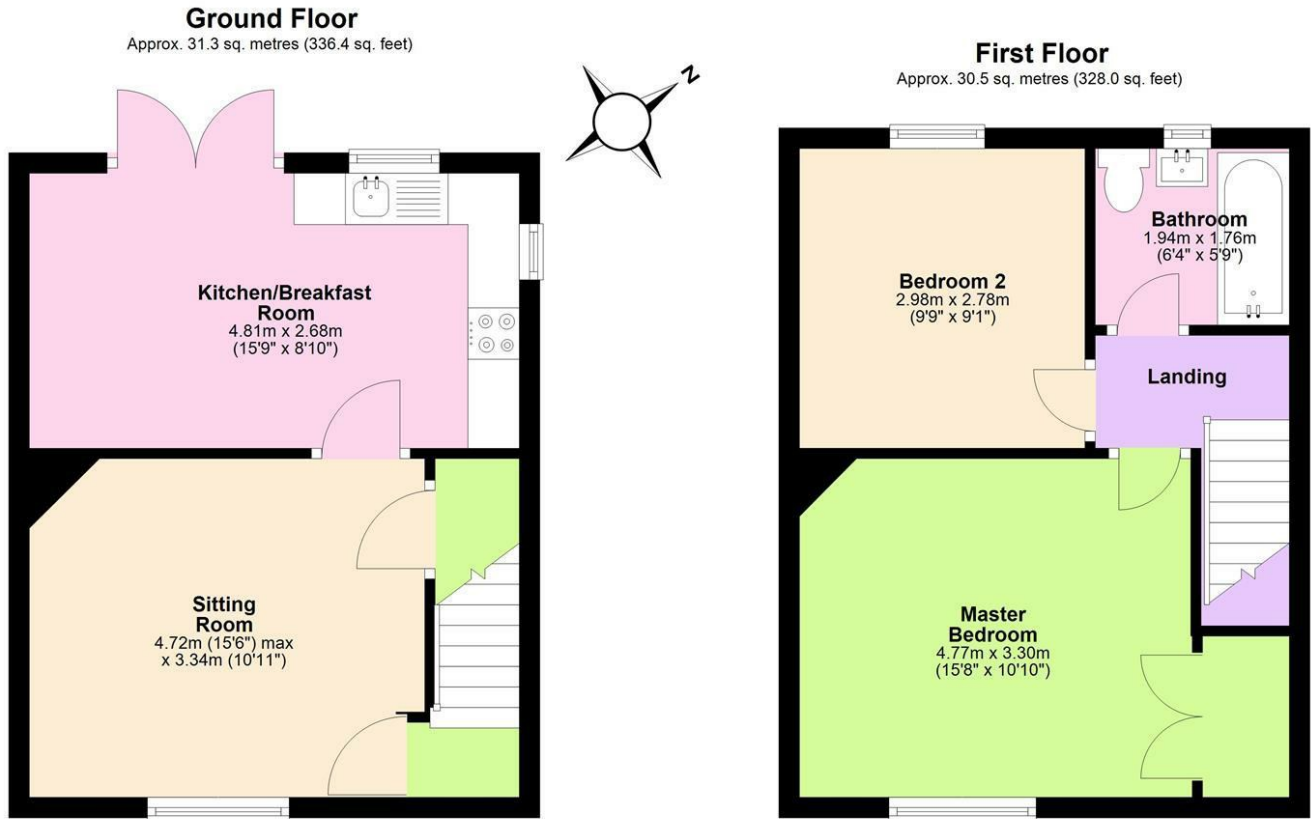 Ground Floor
Approx. 31.3 sq. metres (336.4 sq. feet)
N
Kitchen/Breakfast
Room
4.81m x 2.68m
(15'9" x 8'10")
Sitting
Room
4.72m (15'6") max
x 3.34m (10'11")
First Floor
Approx. 30.5 sq. metres (328.0 sq. feet)
Bathroom
1.94m x 1.76m
(6'4" x 5'9")
Bedroom 2
2.98m x 2.78m
(9'9" x 9'1")
Landing
Master
Bedroom
4.77m x 3.30m
(15'8" x 10'10")